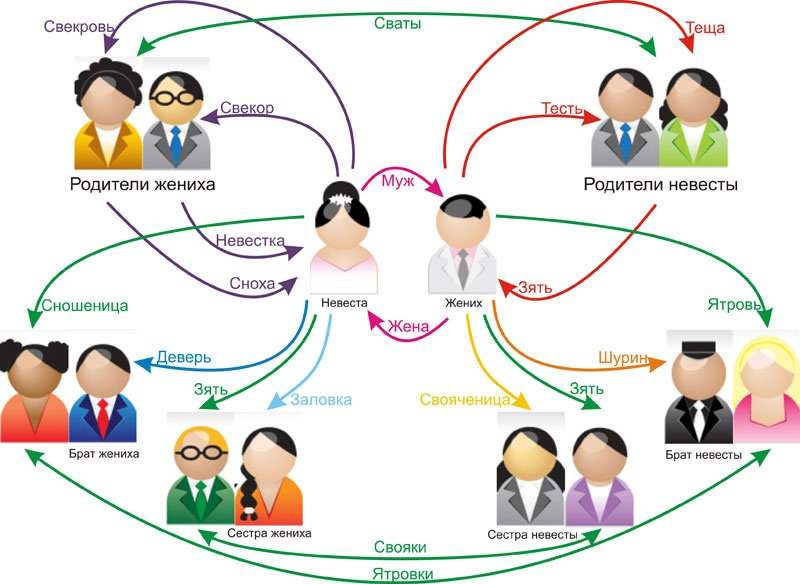 Свекровь
Сваты
Теща
Свекор
Тесть
Родители жениха
Муж
Родители невесты
Невестка
Сноха
Зять
Невеста
Жених
Сношеница
Ятровь
Жена
Деверь
Шурин
Зять
Заловка
Свояченица
Зять
Брат жениха
Брат невесты
Сестра жениха
Сестра невесты
Свояки
Ятровки